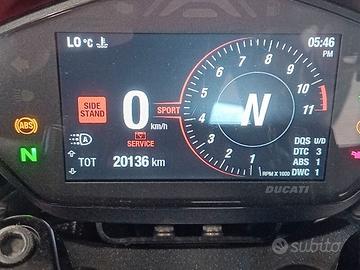 LO °C
05:46
PM
SIDE
STAND
0
km/h
SPORT
SERVICE
N
1 2 3 4 5 6 7 8 9 10 11
RPM X 1000
ABS
N
A
TOT 20136 km
DQS U/D
DTC 3
ABS 1
DWC 1
DUCATI
subito